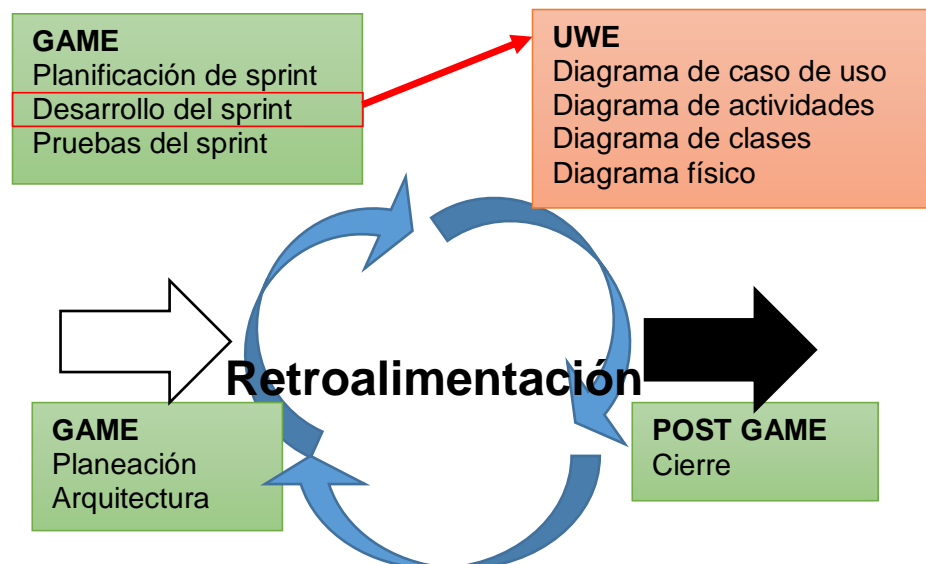 GAME
Planificación de sprint
Desarrollo del sprint
Pruebas del sprint
UWE
Diagrama de caso de uso
Diagrama de actividades
Diagrama de clases
Diagrama físico
Retroalimentación
GAME
Planeación
Arquitectura
POST GAME
Cierre